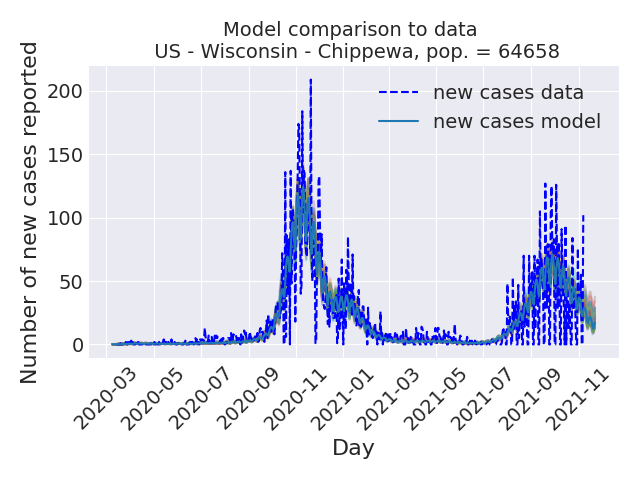 Model comparison to data
US - Wisconsin - Chippewa, pop. = 64658
Number of new cases reported
200
150
100
50
0
new cases data
new cases model
2020-03
2020-05
2020-07
2020-09
2020-11
2021-01
2021-03
2021-05
2021-07
2021-09
2021-11
Day